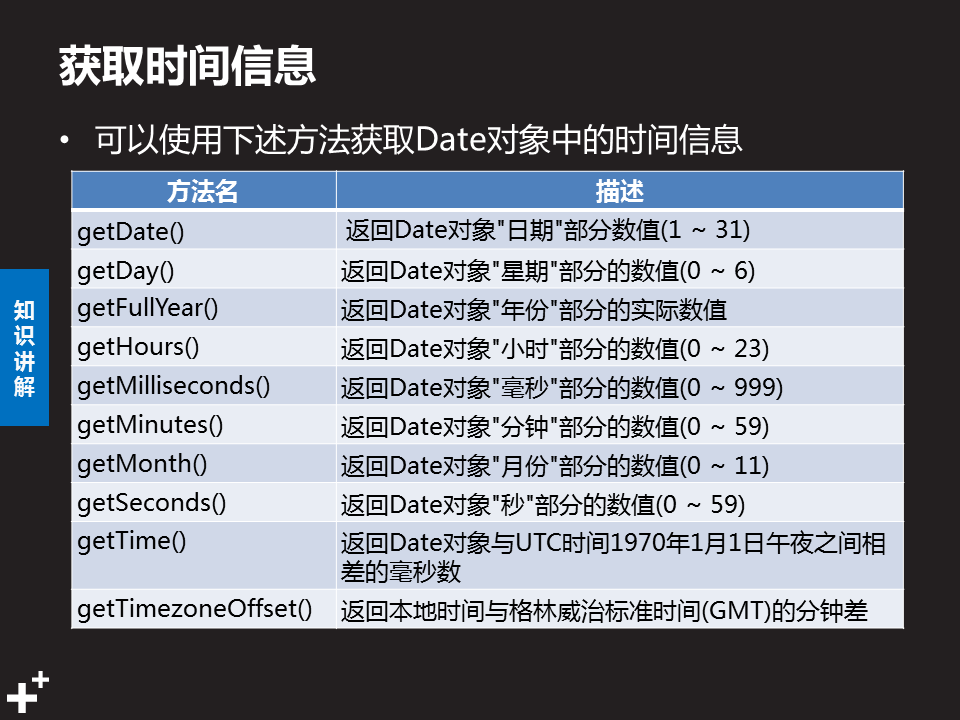 获取时间信息
• 可以使用下述方法获取Date对象中的时间信息
方法名 描述
getDate() 返回Date对象"日期"部分数值(1 ~ 31)
getDay() 返回Date对象"星期"部分的数值(0 ~ 6)
getFullYear() 返回Date对象"年份"部分的实际数值
getHours() 返回Date对象"小时"部分的数值(0 ~ 23)
getMilliseconds() 返回Date对象"毫秒"部分的数值(0 ~ 999)
getMinutes() 返回Date对象"分钟"部分的数值(0 ~ 59)
getMonth() 返回Date对象"月份"部分的数值(0 ~ 11)
getSeconds() 返回Date对象"秒"部分的数值(0 ~ 59)
getTime() 返回Date对象与UTC时间1970年1月1日午夜之间相
差的毫秒数
getTimezoneOffset() 返回本地时间与格林威治标准时间(GMT)的分钟差
知
识
讲
解